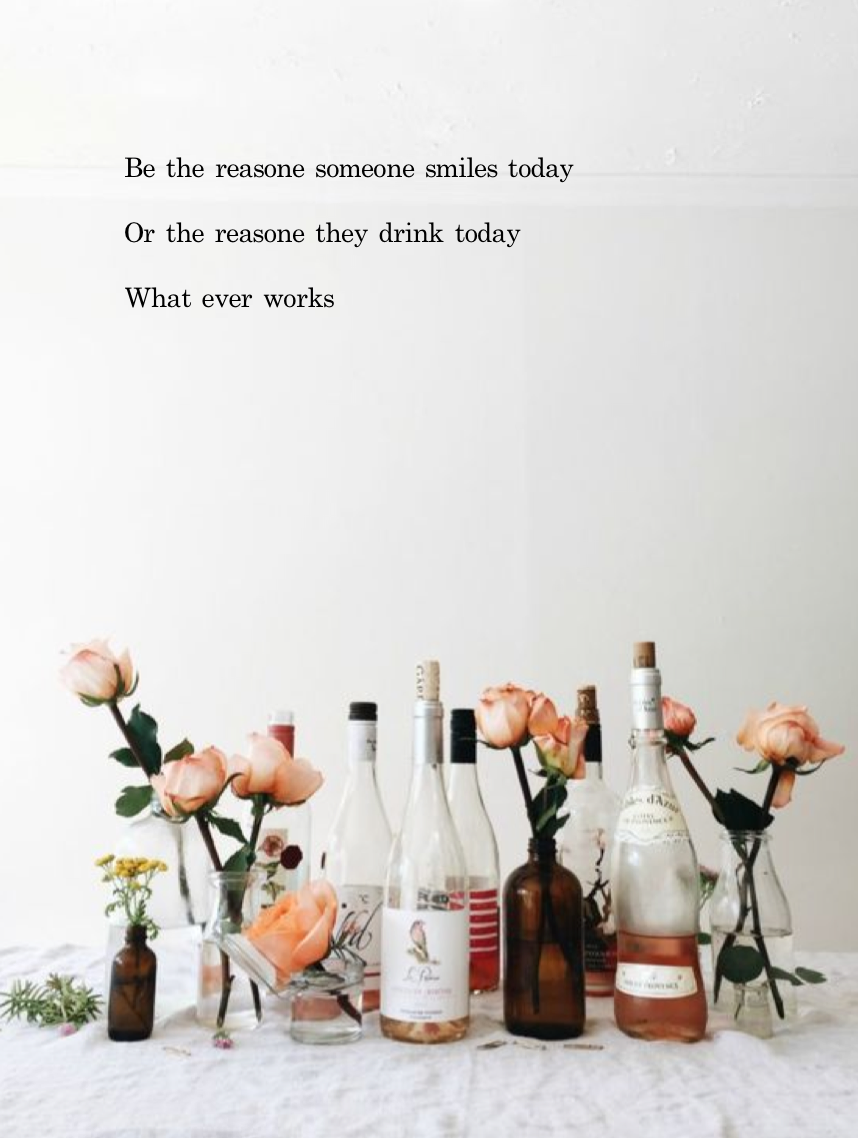 Be the reasone someone smiles today
Or the reasone they drink today
What ever works